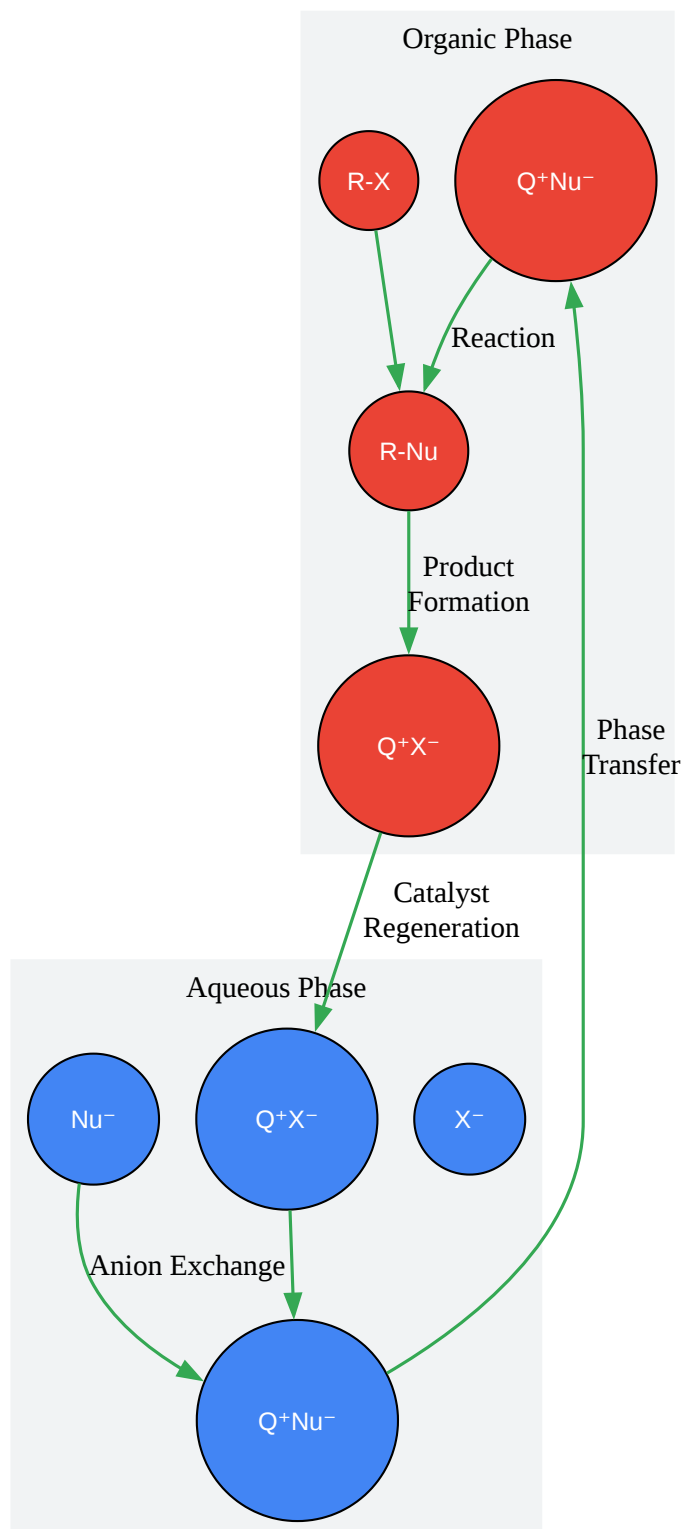 Organic Phase
R-X
Q⁺Nu⁻
Reaction
R-Nu
Product
Formation
Q⁺X⁻
Phase
Transfer
Catalyst
Regeneration
Aqueous Phase
Nu⁻
Q⁺X⁻
X⁻
Anion Exchange
Q⁺Nu⁻